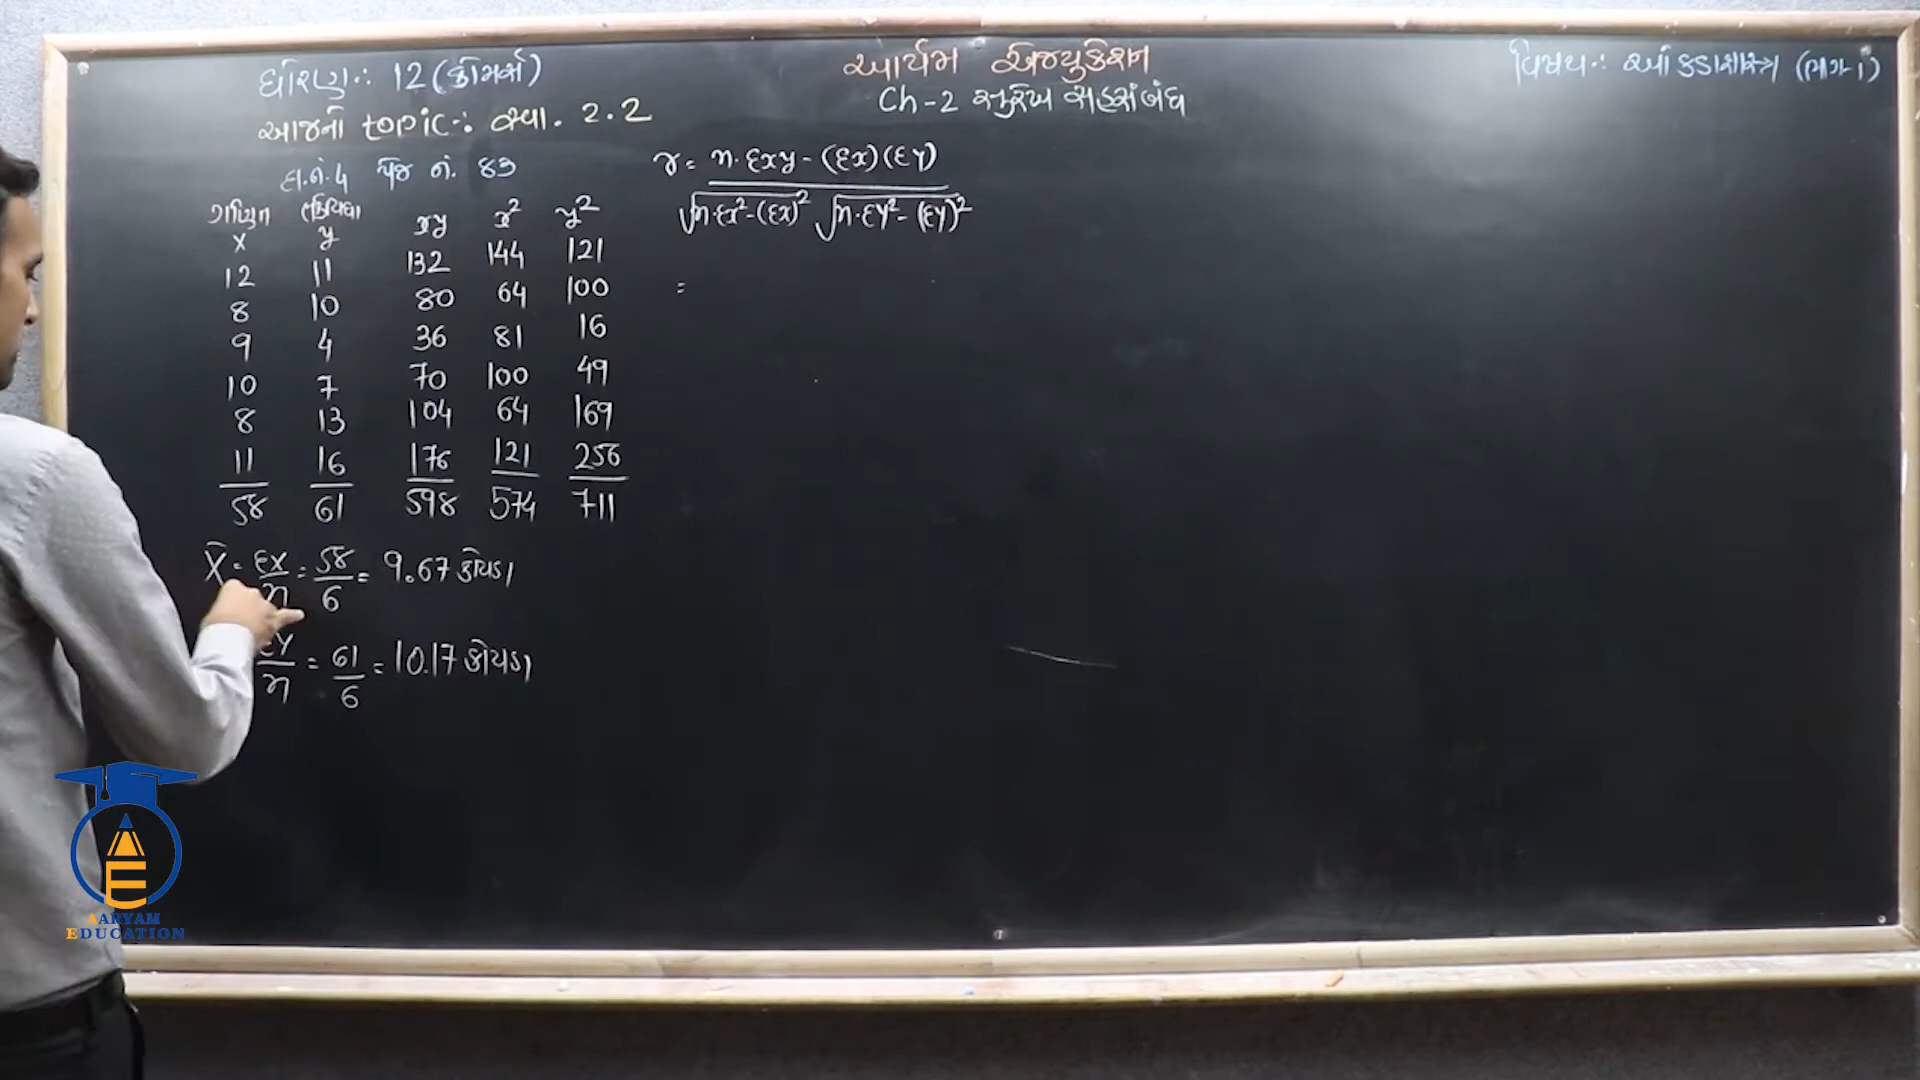 ધોરણ:- 12 (કોમર્સ)
આજનો topic:- સ્વા. 2.2
દા.નં. 4 પેજ નં. 83
આર્યમ એજ્યુકેશન
Ch-2 સુરેખ સહસંબંધ
વિષય:- આંકડાશાસ્ત્ર (ભાગ-1)
x y xy x² y²
12 11 132 144 121
8 10 80 64 100
9 4 36 81 16
10 7 70 100 49
8 13 104 64 169
11 16 176 121 256
58 61 598 574 711
r = n·Σxy - (Σx)(Σy)
√n·Σx²-(Σx)² √n·Σy²-(Σy)²
=
X̄ = Σx/n = 58/6 = 9.67 કોયડા
Σy/n = 61/6 = 10.17 કોયડા
AARYAM
EDUCATION